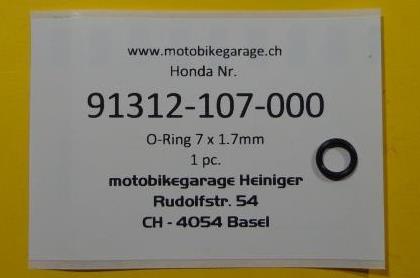 www.motobikegarage.ch
Honda Nr.
91312-107-000
O-Ring 7 x 1.7mm
1 pc.
motobikegarage Heiniger
Rudolfstr. 54
CH - 4054 Basel